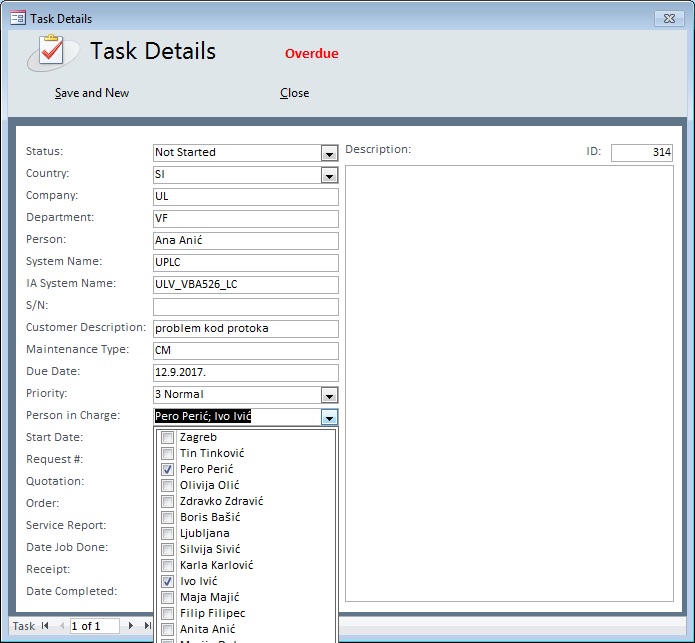 Task Details
Task Details
Overdue
Save and New
Close
Status: Not Started
Description:
ID: 314
Country: SI
Company: UL
Department: VF
Person: Ana Anić
System Name: UPLC
IA System Name: ULV_VBA526_LC
S/N:
Customer Description: problem kod protoka
Maintenance Type: CM
Due Date: 12.9.2017.
Priority: 3 Normal
Person in Charge: Pero Perić; Ivo Ivić
Start Date:
Request #:
Quotation:
Order:
Service Report:
Date Job Done:
Receipt:
Date Completed:
Zagreb
Tin Tinković
Pero Perić
Olivija Olić
Zdravko Zdravić
Boris Bašić
Ljubljana
Silvija Sivić
Karla Karlović
Ivo Ivić
Maja Majić
Filip Filipec
Anita Anić
Task 1 of 1